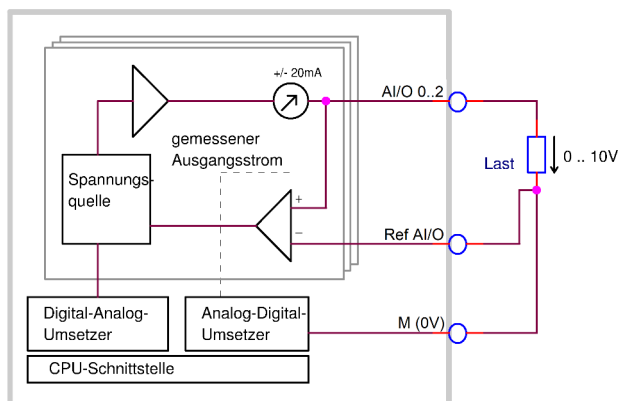 +/- 20mA
AI/O 0..2
gemessener
Ausgangsstrom
0 .. 10V
Last
Spannungs-
quelle
+
–
Ref AI/O
Digital-Analog-
Umsetzer
Analog-Digital-
Umsetzer
M (0V)
CPU-Schnittstelle